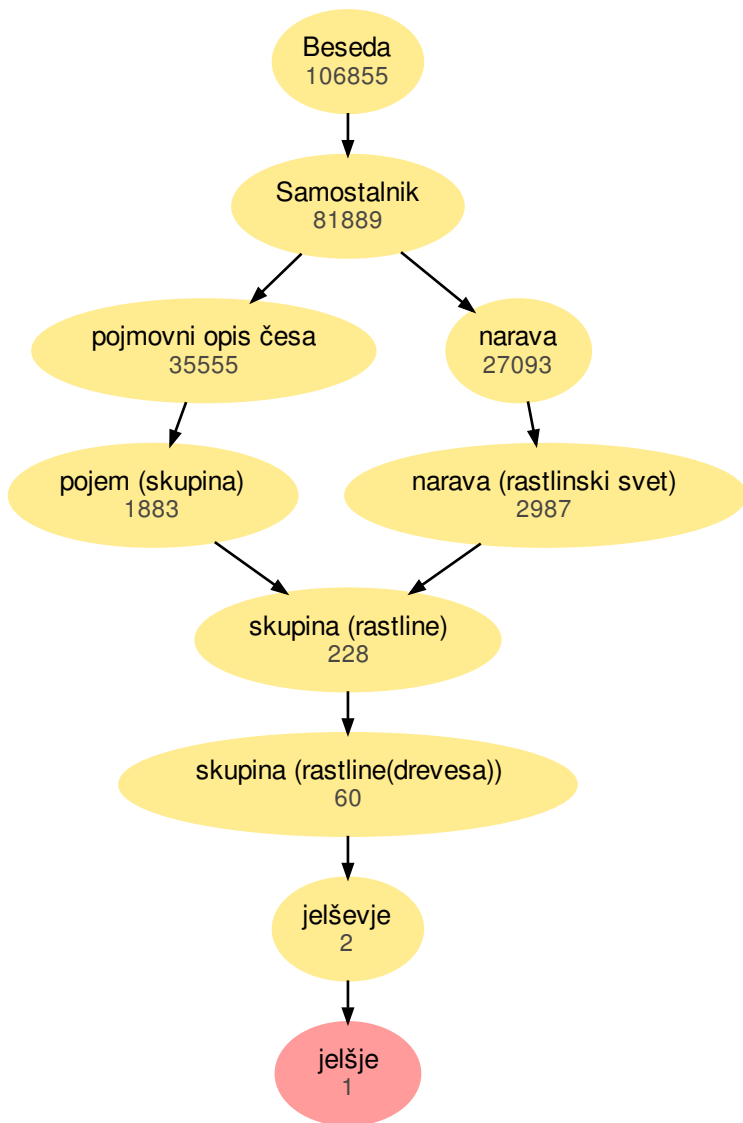 Beseda
106855
Samostalnik
81889
pojmovni opis česa
35555
narava
27093
pojem (skupina)
1883
narava (rastlinski svet)
2987
skupina (rastline)
228
skupina (rastline(drevesa))
60
jelševje
2
jelšje
1